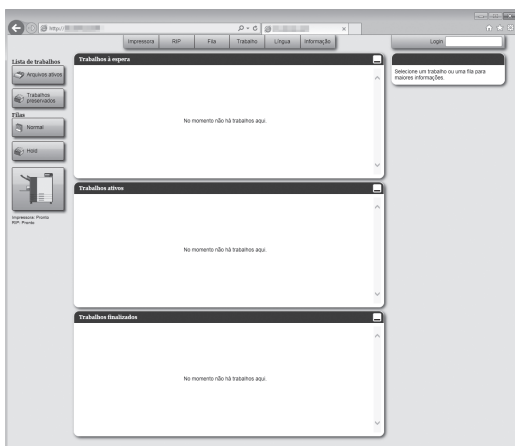 http://
Impressora RIP Fila Trabalho Língua Informação
Login
Lista de trabalhos
Arquivos ativos
Trabalhos preservados
Filas
Normal
Hold
Impressora: Pronto
RIP: Pronto
Trabalhos à espera
No momento não há trabalhos aqui.
Trabalhos ativos
No momento não há trabalhos aqui.
Trabalhos finalizados
No momento não há trabalhos aqui.
Selecione um trabalho ou uma fila para
maiores informações.